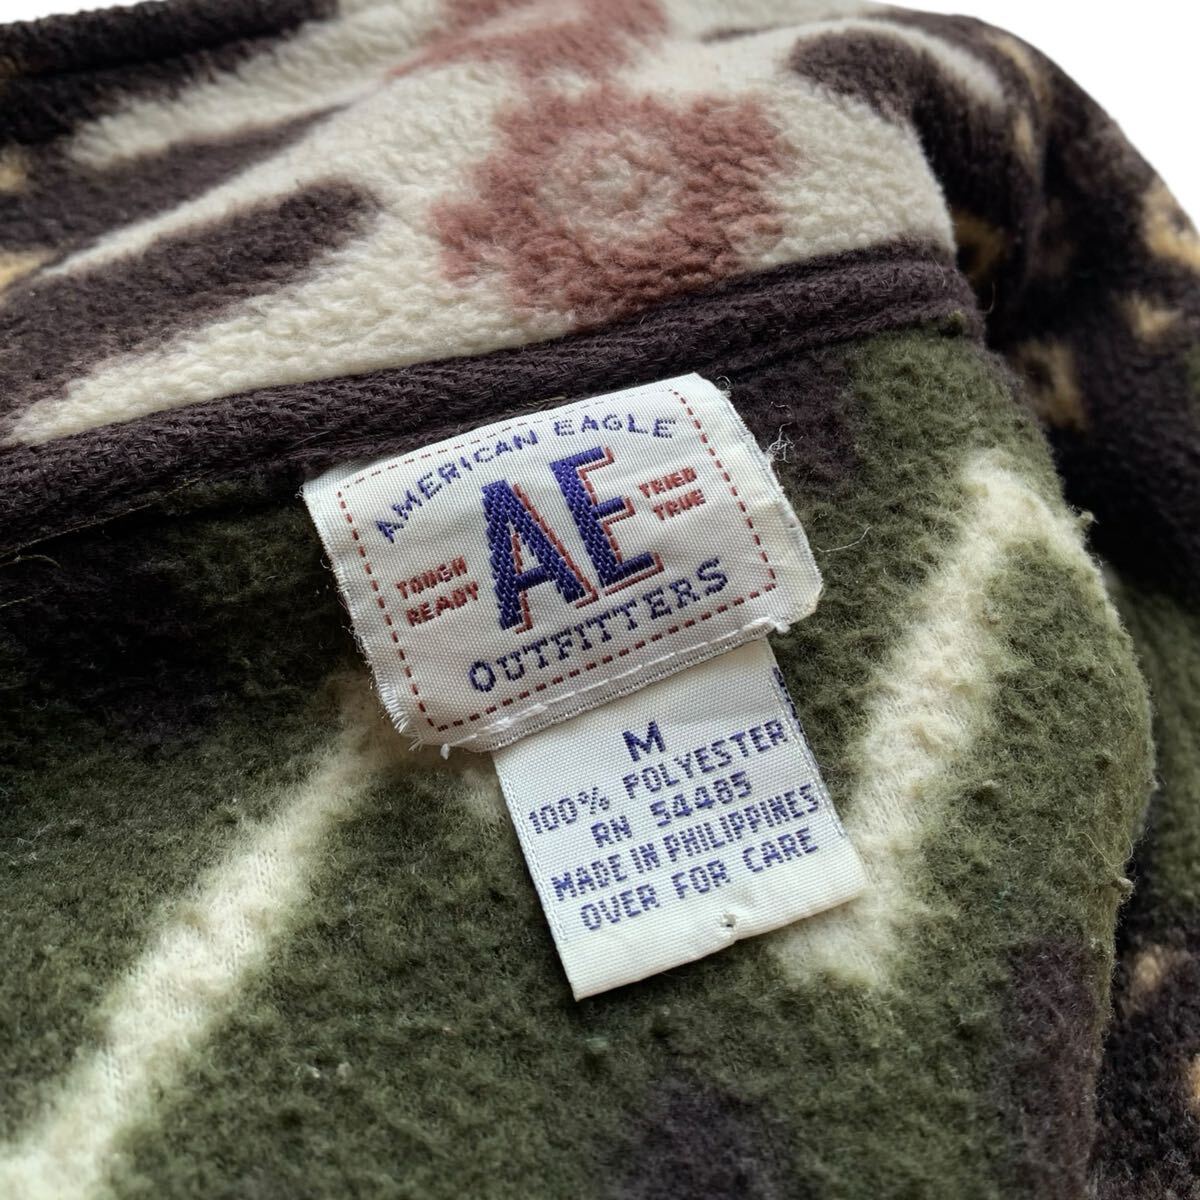 AMERICAN EAGLE
AE
TOUGH
READY
TRIED
TRUE
OUTFITTERS
M
100% POLYESTER
RN 54485
MADE IN PHILIPPINES
OVER FOR CARE